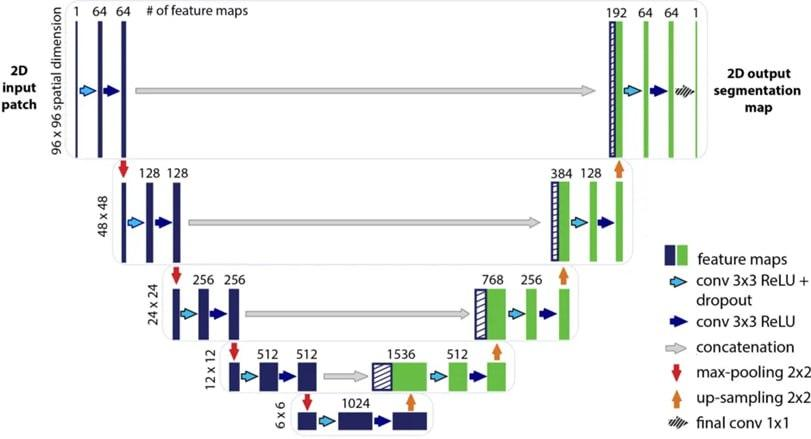 1 64 64 # of feature maps
192 64 64 1
2D
input
patch
96 x 96 spatial dimension
2D output
segmentation
map
128 128
384 128
48 x 48
256 256
768 256
24 x 24
512 512
1536 512
12 x 12
1024
6 x 6
feature maps
conv 3x3 ReLU +
dropout
conv 3x3 ReLU
concatenation
max-pooling 2x2
up-sampling 2x2
final conv 1x1